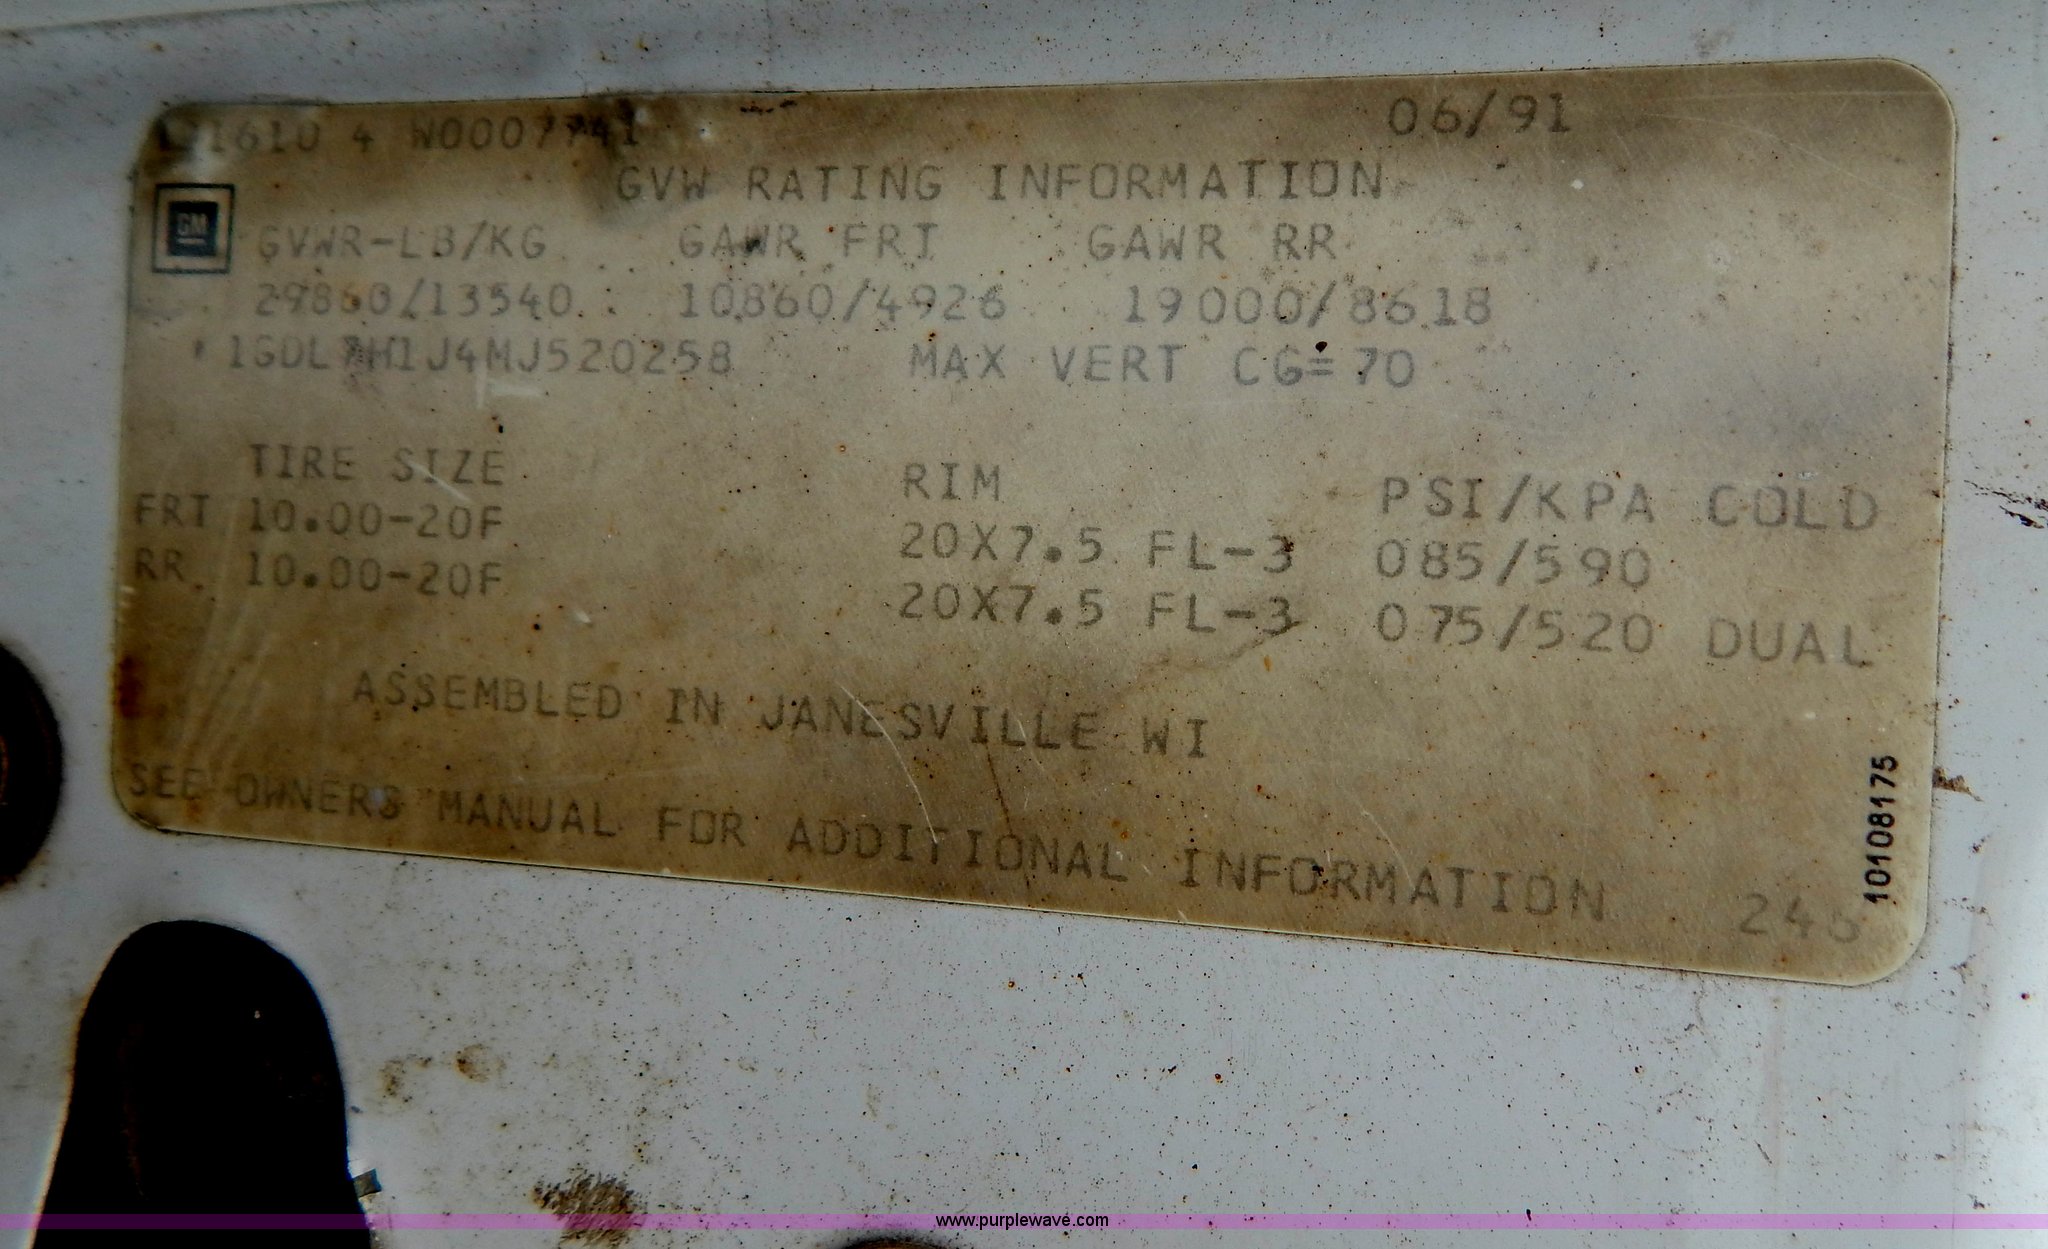 4 W0007741 06/91
GVW RATING INFORMATION
GM
GVWR-LB/KG GAWR FRT GAWR RR
29860/13540 10860/4926 19000/8618
1GDL7H1J4MJ520258 MAX VERT CG=70
TIRE SIZE RIM PSI/KPA COLD
FRT 10.00-20F 20X7.5 FL-3 085/590
RR 10.00-20F 20X7.5 FL-3 075/520 DUAL
ASSEMBLED IN JANESVILLE WI
SEE OWNERS MANUAL FOR ADDITIONAL INFORMATION
10108175
www.purplewave.com